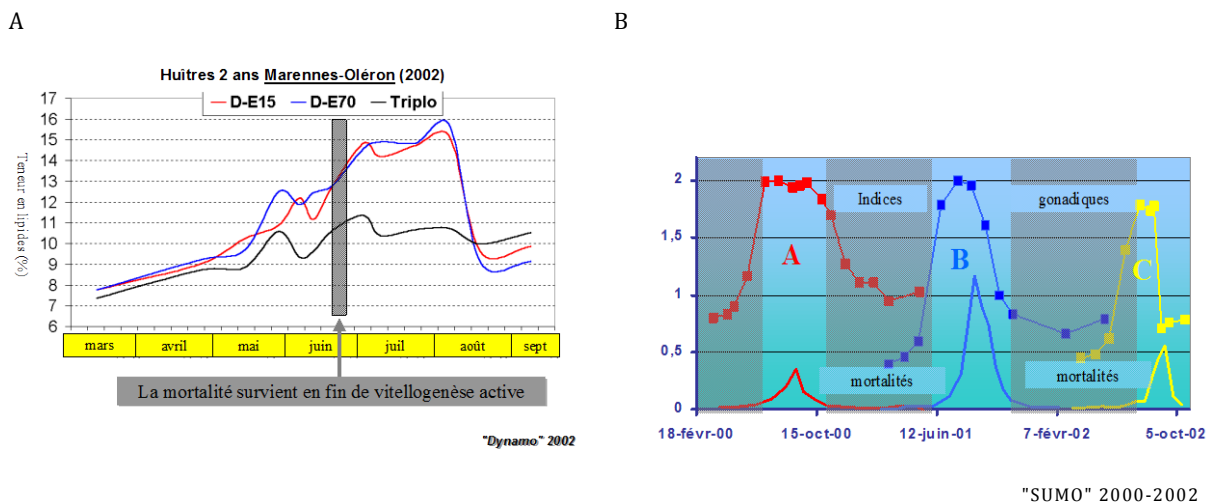 A
Huîtres 2 ans Marennes-Oléron (2002)
D-E15 D-E70 Triplo
Teneur en lipides (%)
17
16
15
14
13
12
11
10
9
8
7
6
mars avril mai juin juil août sept
La mortalité survient en fin de vitellogenèse active
"Dynamo" 2002
B
2
1,5
1
0,5
0
Indices gonadiques
A
B
C
mortalités mortalités
18-févr-00 15-oct-00 12-juin-01 7-févr-02 5-oct-02
"SUMO" 2000-2002